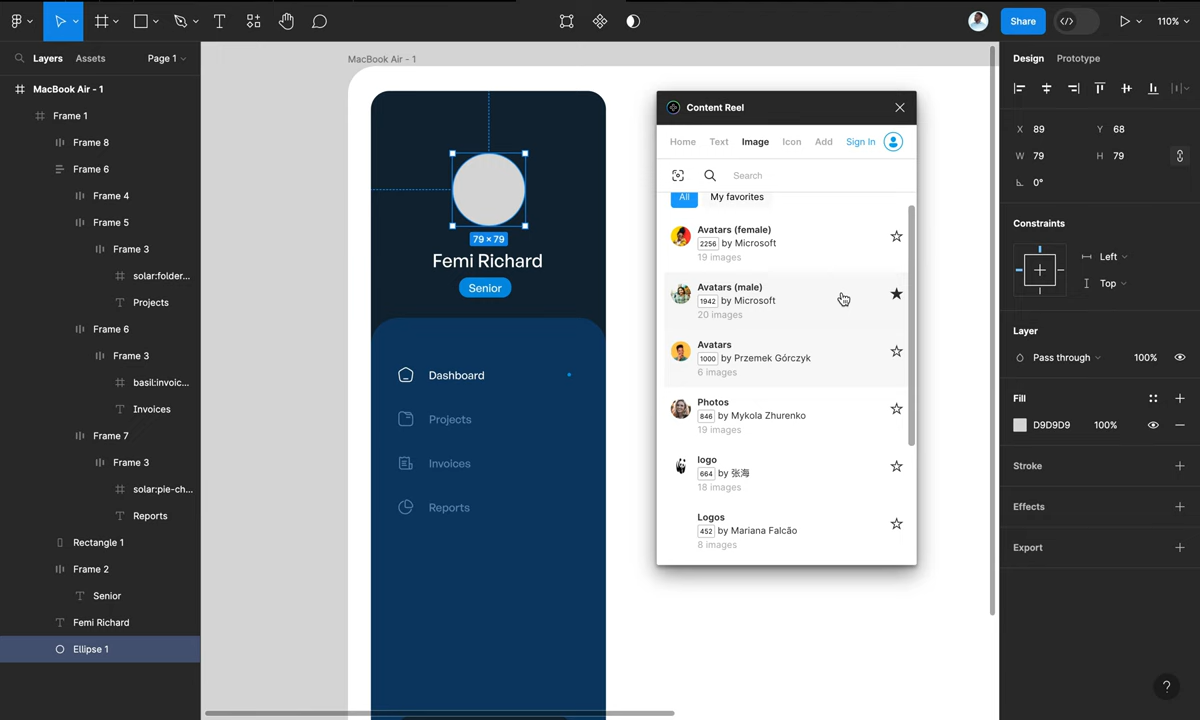 Share
110%
Layers
Assets
Page 1
MacBook Air - 1
Frame 1
Frame 8
Frame 6
Frame 4
Frame 5
Frame 3
solar:folder...
Projects
Frame 6
Frame 3
basil:invoic...
Invoices
Frame 7
Frame 3
solar:pie-ch...
Reports
Rectangle 1
Frame 2
Senior
Femi Richard
Ellipse 1
MacBook Air - 1
79 × 79
Femi Richard
Senior
Dashboard
Projects
Invoices
Reports
Content Reel
Home
Text
Image
Icon
Add
Sign In
Search
All
My favorites
Avatars (female)
2256 by Microsoft
19 images
Avatars (male)
1942 by Microsoft
20 images
Avatars
1000 by Przemek Górczyk
6 images
Photos
846 by Mykola Zhurenko
19 images
logo
664 by 张海
18 images
Logos
452 by Mariana Falcão
8 images
Design
Prototype
X 89
Y 68
W 79
H 79
0°
Constraints
Left
Top
Layer
Pass through
100%
Fill
D9D9D9
100%
Stroke
Effects
Export
?